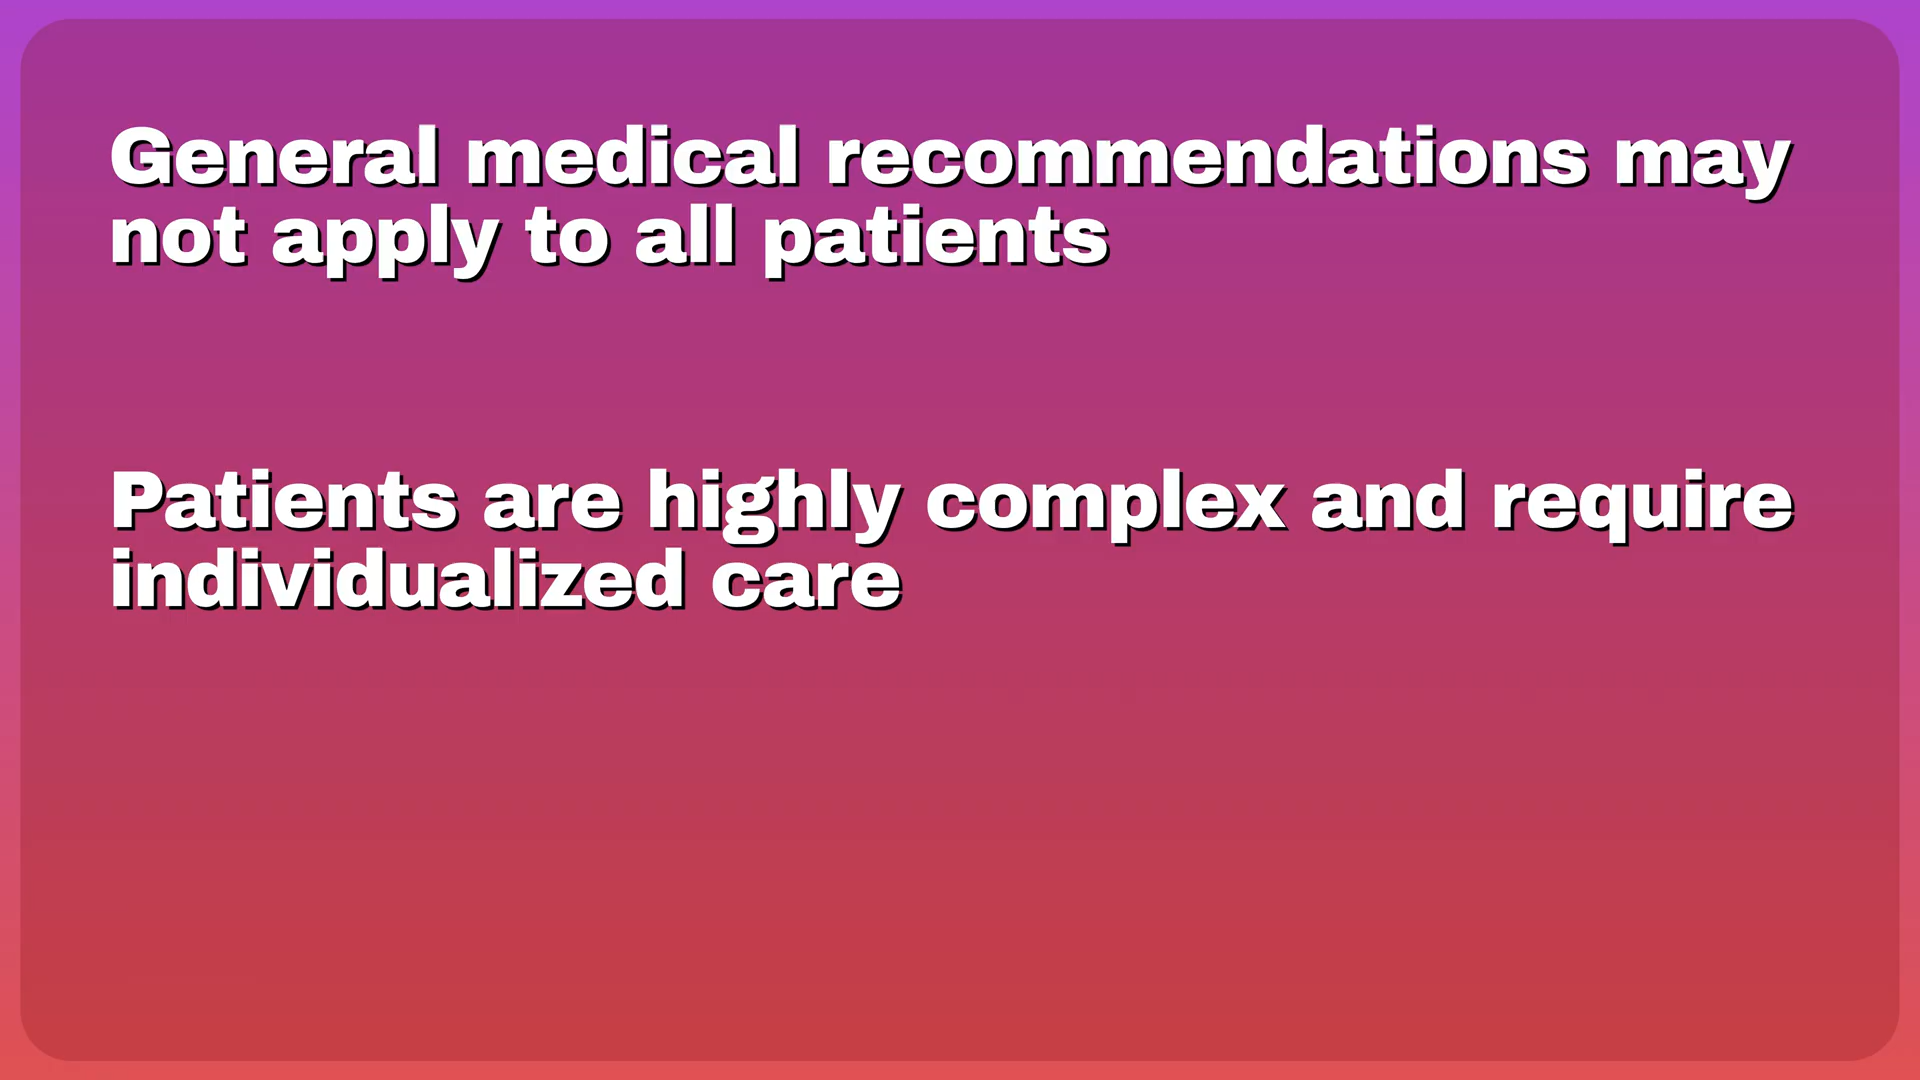 General medical recommendations may
not apply to all patients
Patients are highly complex and require
individualized care